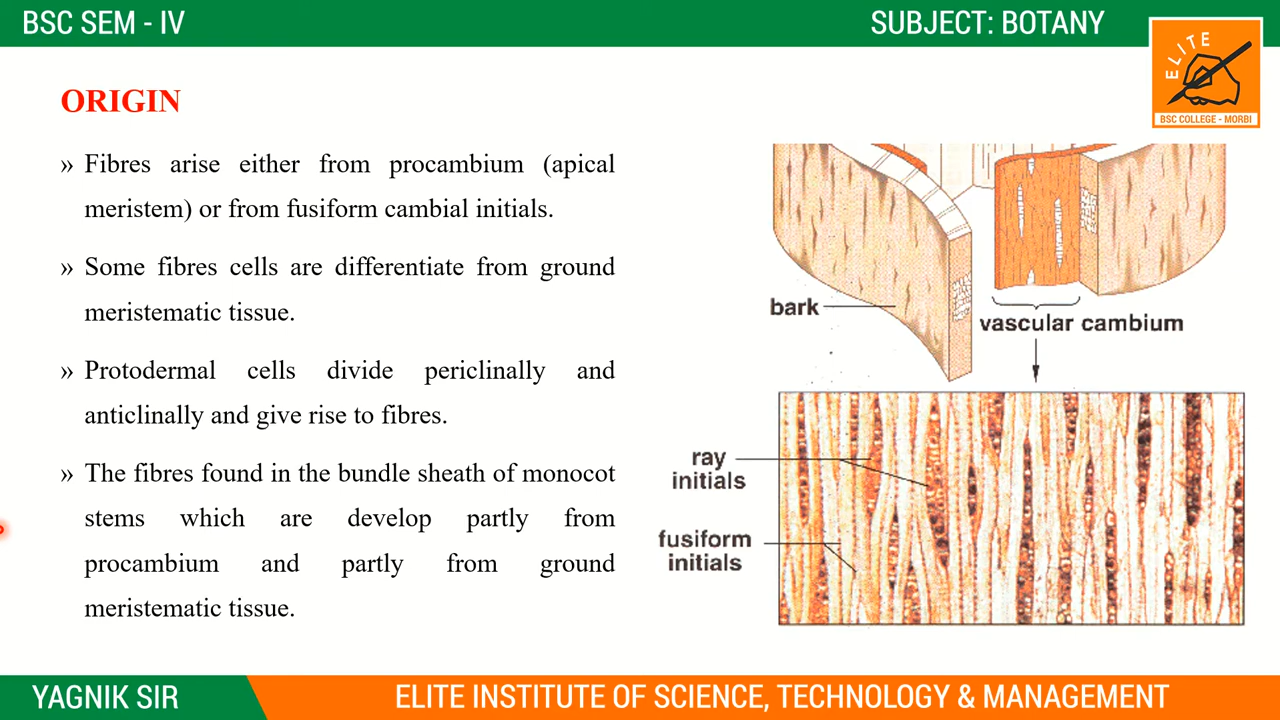 BSC SEM - IV
SUBJECT: BOTANY
ELITE
BSC COLLEGE - MORBI
ORIGIN
» Fibres arise either from procambium (apical
meristem) or from fusiform cambial initials.
» Some fibres cells are differentiate from ground
meristematic tissue.
» Protodermal cells divide periclinally and
anticlinally and give rise to fibres.
» The fibres found in the bundle sheath of monocot
stems which are develop partly from
procambium and partly from ground
meristematic tissue.
bark
vascular cambium
ray
initials
fusiform
initials
YAGNIK SIR
ELITE INSTITUTE OF SCIENCE, TECHNOLOGY & MANAGEMENT